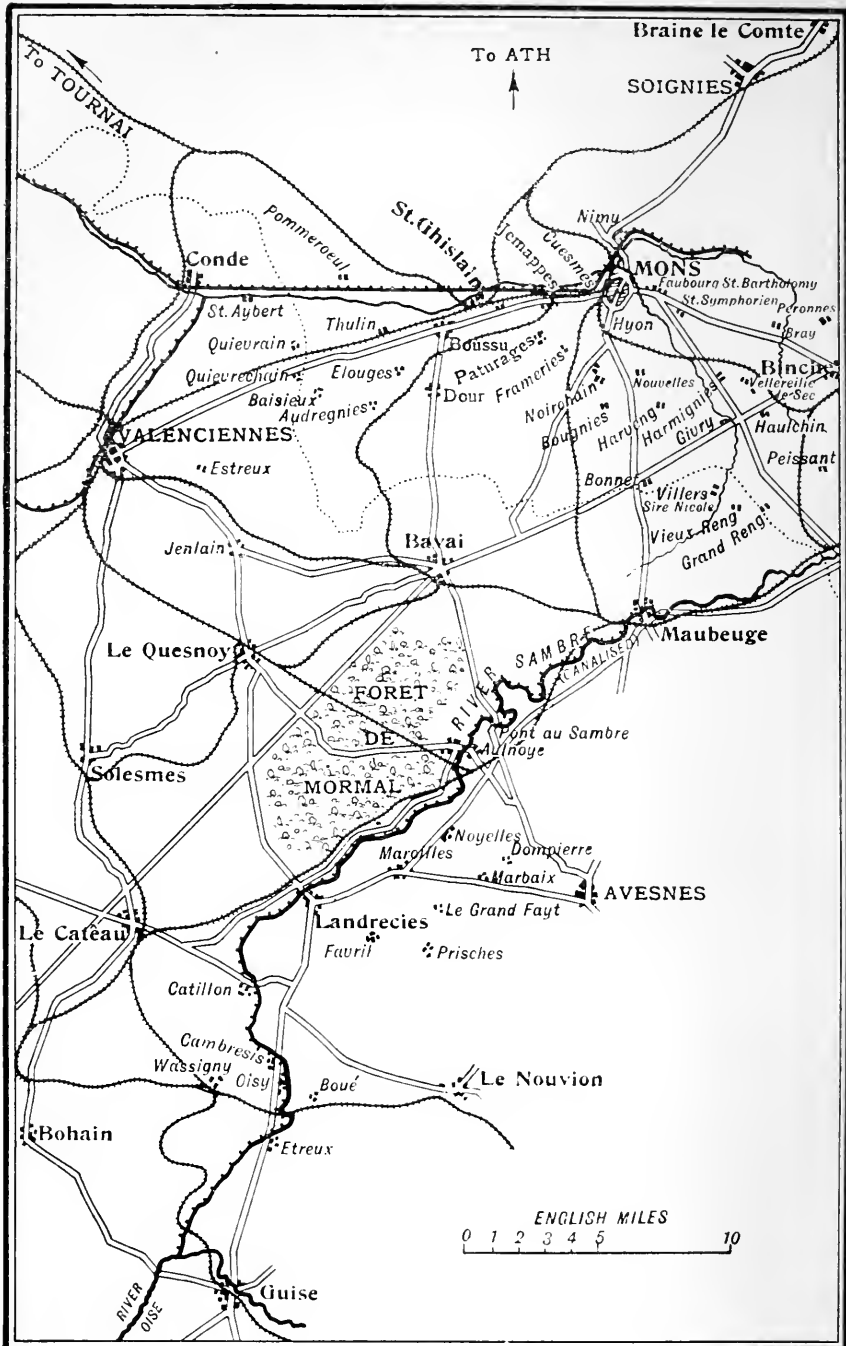 Braine le Comte
To ATH
SOIGNIES
To TOURNAI
Nimy
Pommeroeul
St. Ghislain
Jemappes
Cuesmes
Conde
MONS
Faubourg St. Bartholomy
St. Symphorien
Peronnes
St. Aybert
Thulin
Hyon
Bray
Quievrain
Boussu
Paturages
Binche
Quievrechain
Elouges
Frameries
Nouvelles
Vellereille
le Sec
Baisieux
Dour
Noirchain
Audregnies
Bougnies
Harveng
Harmignies
Givry
Haulchin
VALENCIENNES
Peissant
Estreux
Bonnet
Villers
Sire Nicole
Vieux Reng
Grand Reng
Jenlain
Bavai
Maubeuge
RIVER SAMBRE
(CANALISED)
Le Quesnoy
FORET
DE
MORMAL
Pont au Sambre
Aulnoye
Solesmes
Noyelles
Maroilles
Dompierre
Marbaix
AVESNES
Le Grand Fayt
Landrecies
Le Catêau
Favril
Prisches
Catillon
Cambresis
Wassigny
Oisy
Boué
Le Nouvion
Bohain
Etreux
ENGLISH MILES
0 1 2 3 4 5 10
Guise
RIVER
OISE